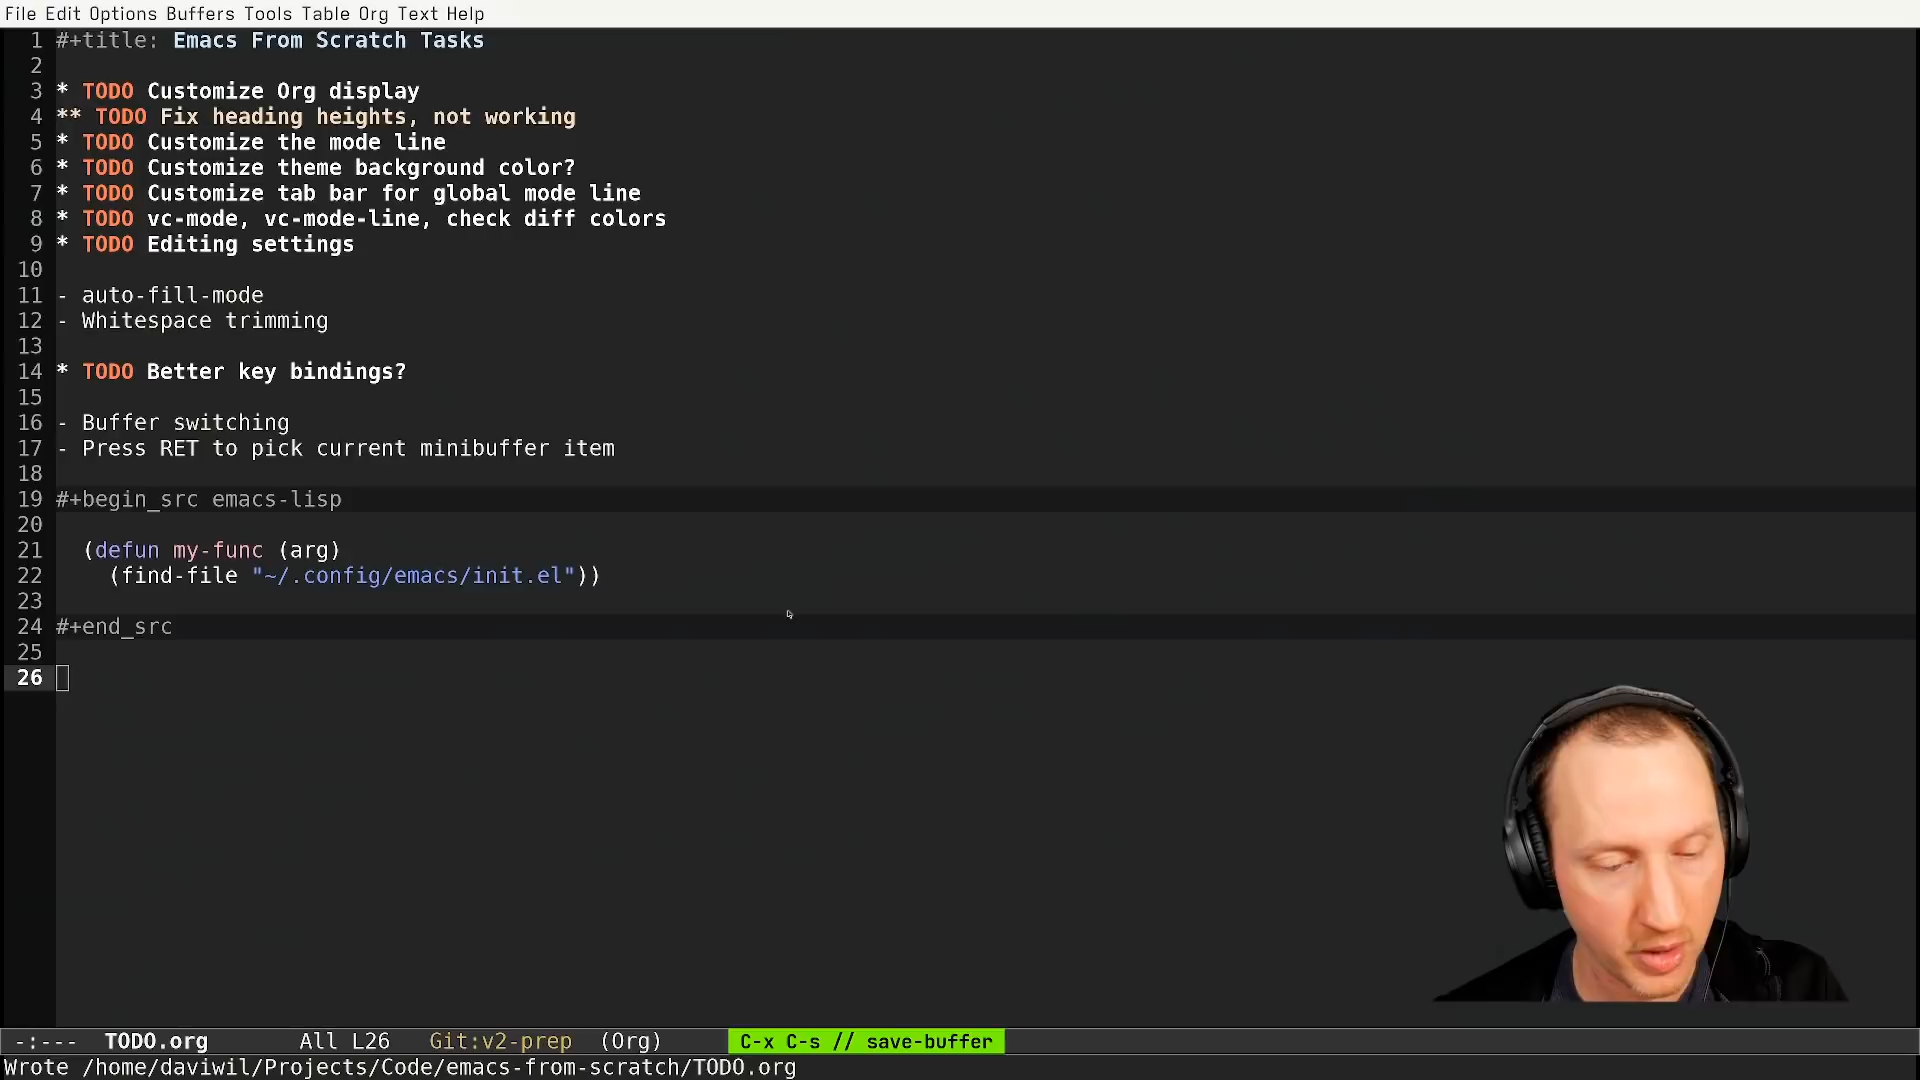 File Edit Options Buffers Tools Table Org Text Help
1 #+title: Emacs From Scratch Tasks
2
3 * TODO Customize Org display
4 ** TODO Fix heading heights, not working
5 * TODO Customize the mode line
6 * TODO Customize theme background color?
7 * TODO Customize tab bar for global mode line
8 * TODO vc-mode, vc-mode-line, check diff colors
9 * TODO Editing settings
10
11 - auto-fill-mode
12 - Whitespace trimming
13
14 * TODO Better key bindings?
15
16 - Buffer switching
17 - Press RET to pick current minibuffer item
18
19 #+begin_src emacs-lisp
20
21   (defun my-func (arg)
22     (find-file "~/.config/emacs/init.el"))
23
24 #+end_src
25
26
-:--- TODO.org All L26 Git:v2-prep (Org) C-x C-s // save-buffer
Wrote /home/daviwil/Projects/Code/emacs-from-scratch/TODO.org